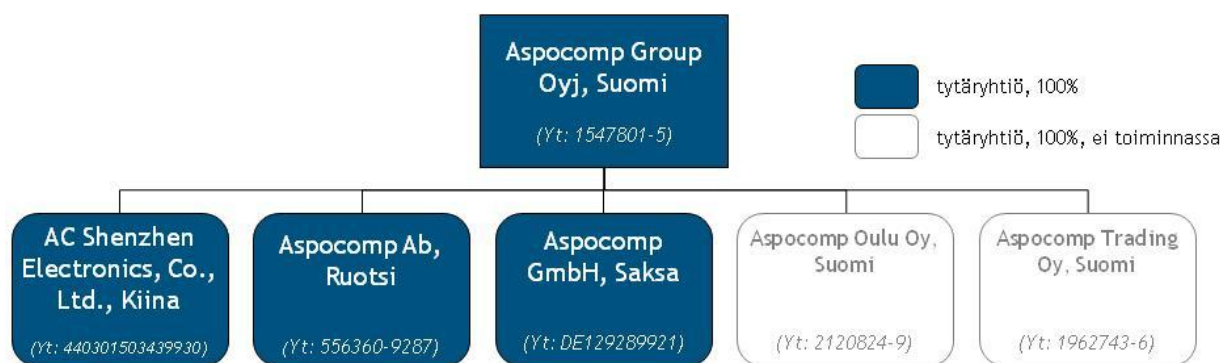 Aspocomp Group
Oyj, Suomi
(Yt: 1547801-5)
tytäryhtiö, 100%
tytäryhtiö, 100%, ei toiminnassa
AC Shenzhen
Electronics, Co.,
Ltd., Kiina
(Yt: 440301503439930)
Aspocomp Ab,
Ruotsi
(Yt: 556360-9287)
Aspocomp
GmbH, Saksa
(Yt: DE129289921)
Aspocomp Oulu Oy,
Suomi
(Yt: 2120824-9)
Aspocomp Trading
Oy, Suomi
(Yt: 1962743-6)